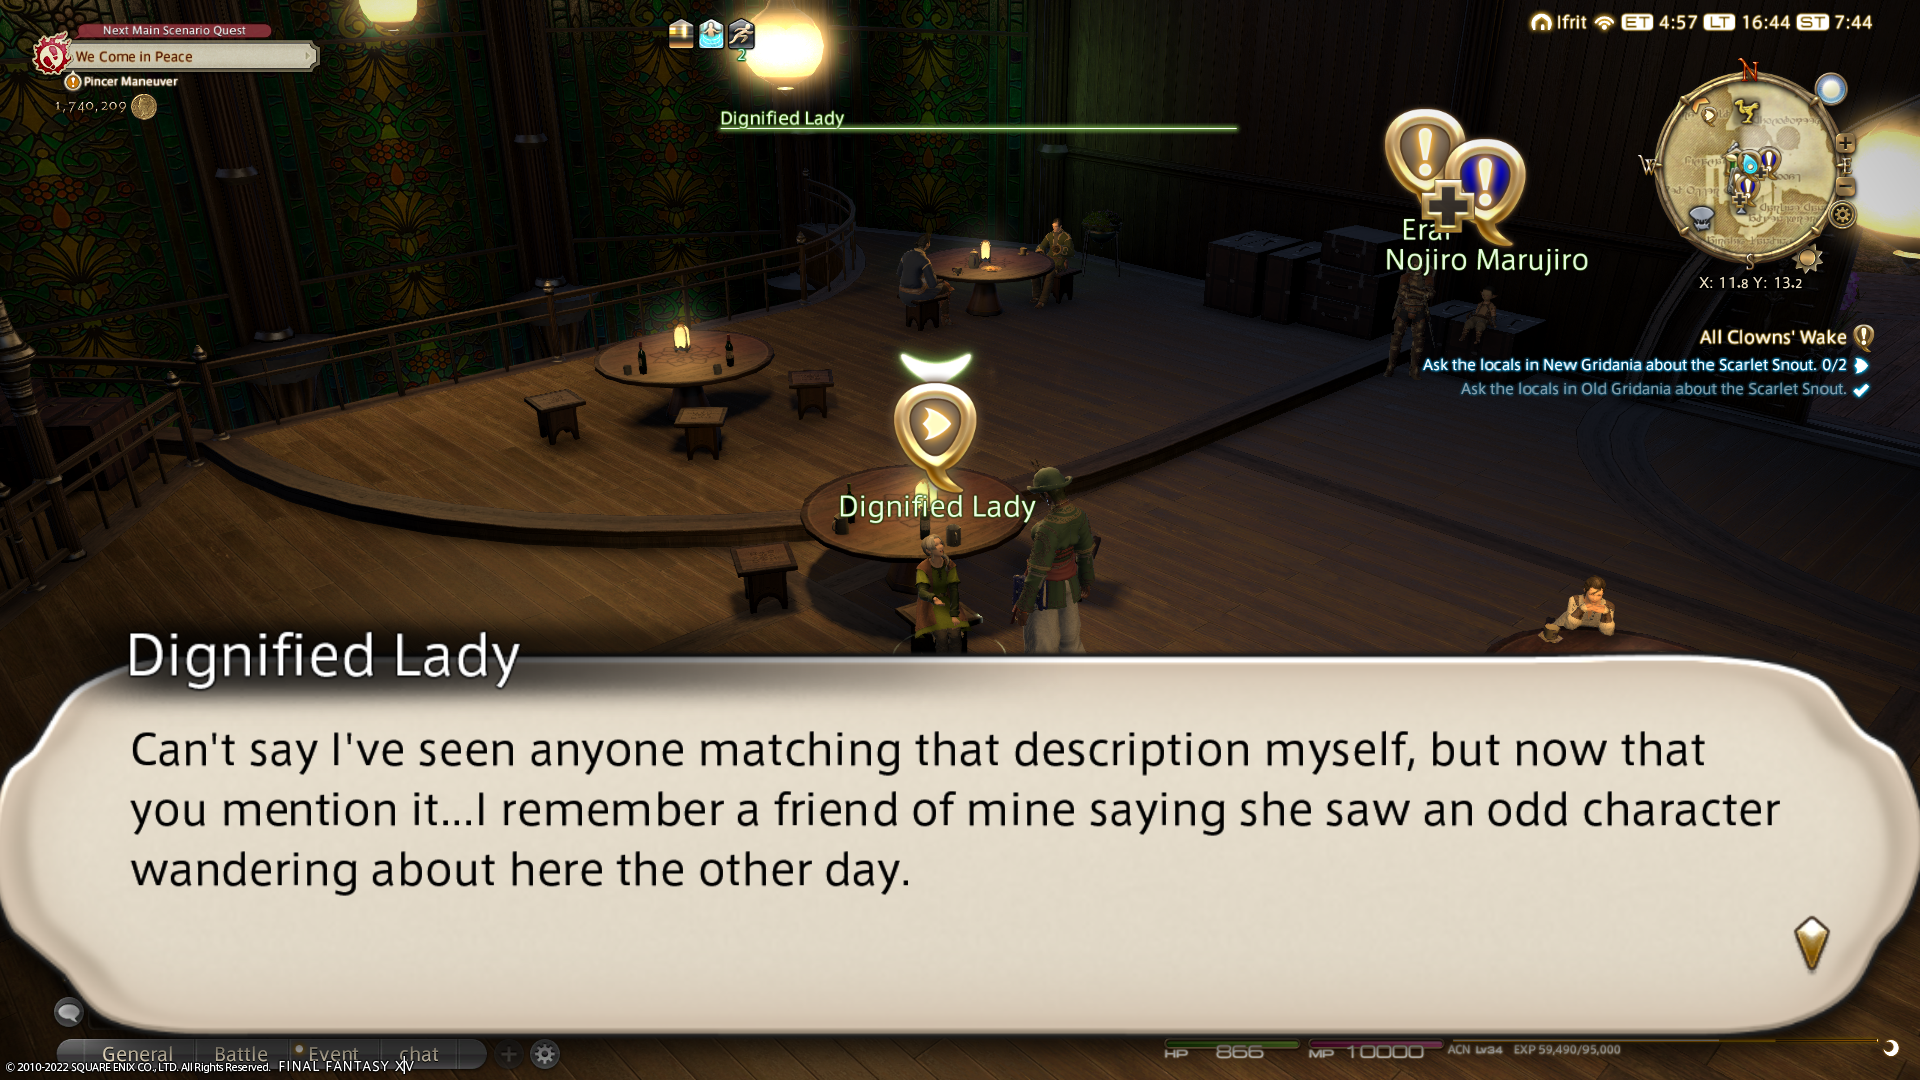 Next Main Scenario Quest
We Come in Peace
Pincer Maneuver
1,740,209
2
Dignified Lady
Ifrit ET 4:57 LT 16:44 ST 7:44
N
W
E
S
X: 11.8 Y: 13.2
Nojiro Marujiro
All Clowns' Wake
Ask the locals in New Gridania about the Scarlet Snout. 0/2
Ask the locals in Old Gridania about the Scarlet Snout.
Dignified Lady
Dignified Lady
Can't say I've seen anyone matching that description myself, but now that
you mention it...I remember a friend of mine saying she saw an odd character
wandering about here the other day.
General Battle Event chat
HP 866 MP 10000 ACN Lv34 EXP 59,490/95,000
© 2010-2022 SQUARE ENIX CO., LTD. All Rights Reserved. FINAL FANTASY XIV